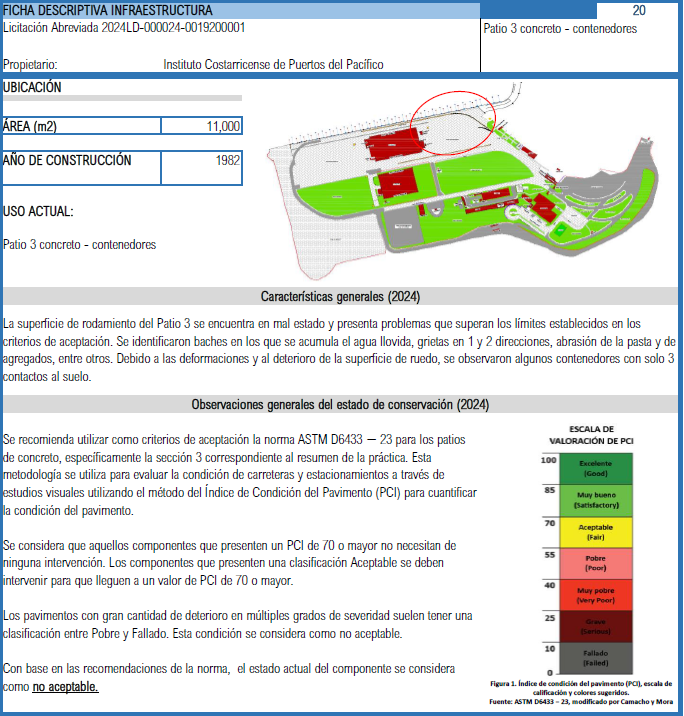 FICHA DESCRIPTIVA INFRAESTRUCTURA 20
Licitación Abreviada 2024LD-000024-0019200001
Patio 3 concreto - contenedores
Propietario: Instituto Costarricense de Puertos del Pacífico
UBICACIÓN
ÁREA (m2) 11,000
AÑO DE CONSTRUCCIÓN 1982
USO ACTUAL:
Patio 3 concreto - contenedores
Características generales (2024)
La superficie de rodamiento del Patio 3 se encuentra en mal estado y presenta problemas que superan los límites establecidos en los
criterios de aceptación. Se identificaron baches en los que se acumula el agua llovida, grietas en 1 y 2 direcciones, abrasión de la pasta y de
agregados, entre otros. Debido a las deformaciones y al deterioro de la superficie de ruedo, se observaron algunos contenedores con solo 3
contactos al suelo.
Observaciones generales del estado de conservación (2024)
Se recomienda utilizar como criterios de aceptación la norma ASTM D6433 – 23 para los patios
de concreto, específicamente la sección 3 correspondiente al resumen de la práctica. Esta
metodología se utiliza para evaluar la condición de carreteras y estacionamientos a través de
estudios visuales utilizando el método del Índice de Condición del Pavimento (PCI) para cuantificar
la condición del pavimento.
Se considera que aquellos componentes que presenten un PCI de 70 o mayor no necesitan de
ninguna intervención. Los componentes que presenten una clasificación Aceptable se deben
intervenir para que lleguen a un valor de PCI de 70 o mayor.
Los pavimentos con gran cantidad de deterioro en múltiples grados de severidad suelen tener una
clasificación entre Pobre y Fallado. Esta condición se considera como no aceptable.
Con base en las recomendaciones de la norma, el estado actual del componente se considera
como no aceptable.
ESCALA DE
VALORACIÓN DE PCI
100
Excelente
(Good)
85
Muy bueno
(Satisfactory)
70
Aceptable
(Fair)
55
Pobre
(Poor)
40
Muy pobre
(Very Poor)
25
Grave
(Serious)
10
Fallado
(Failed)
0
Figura 1. Índice de condición del pavimento (PCI), escala de
calificación y colores sugeridos.
Fuente: ASTM D6433 – 23, modificado por Camacho y Mora